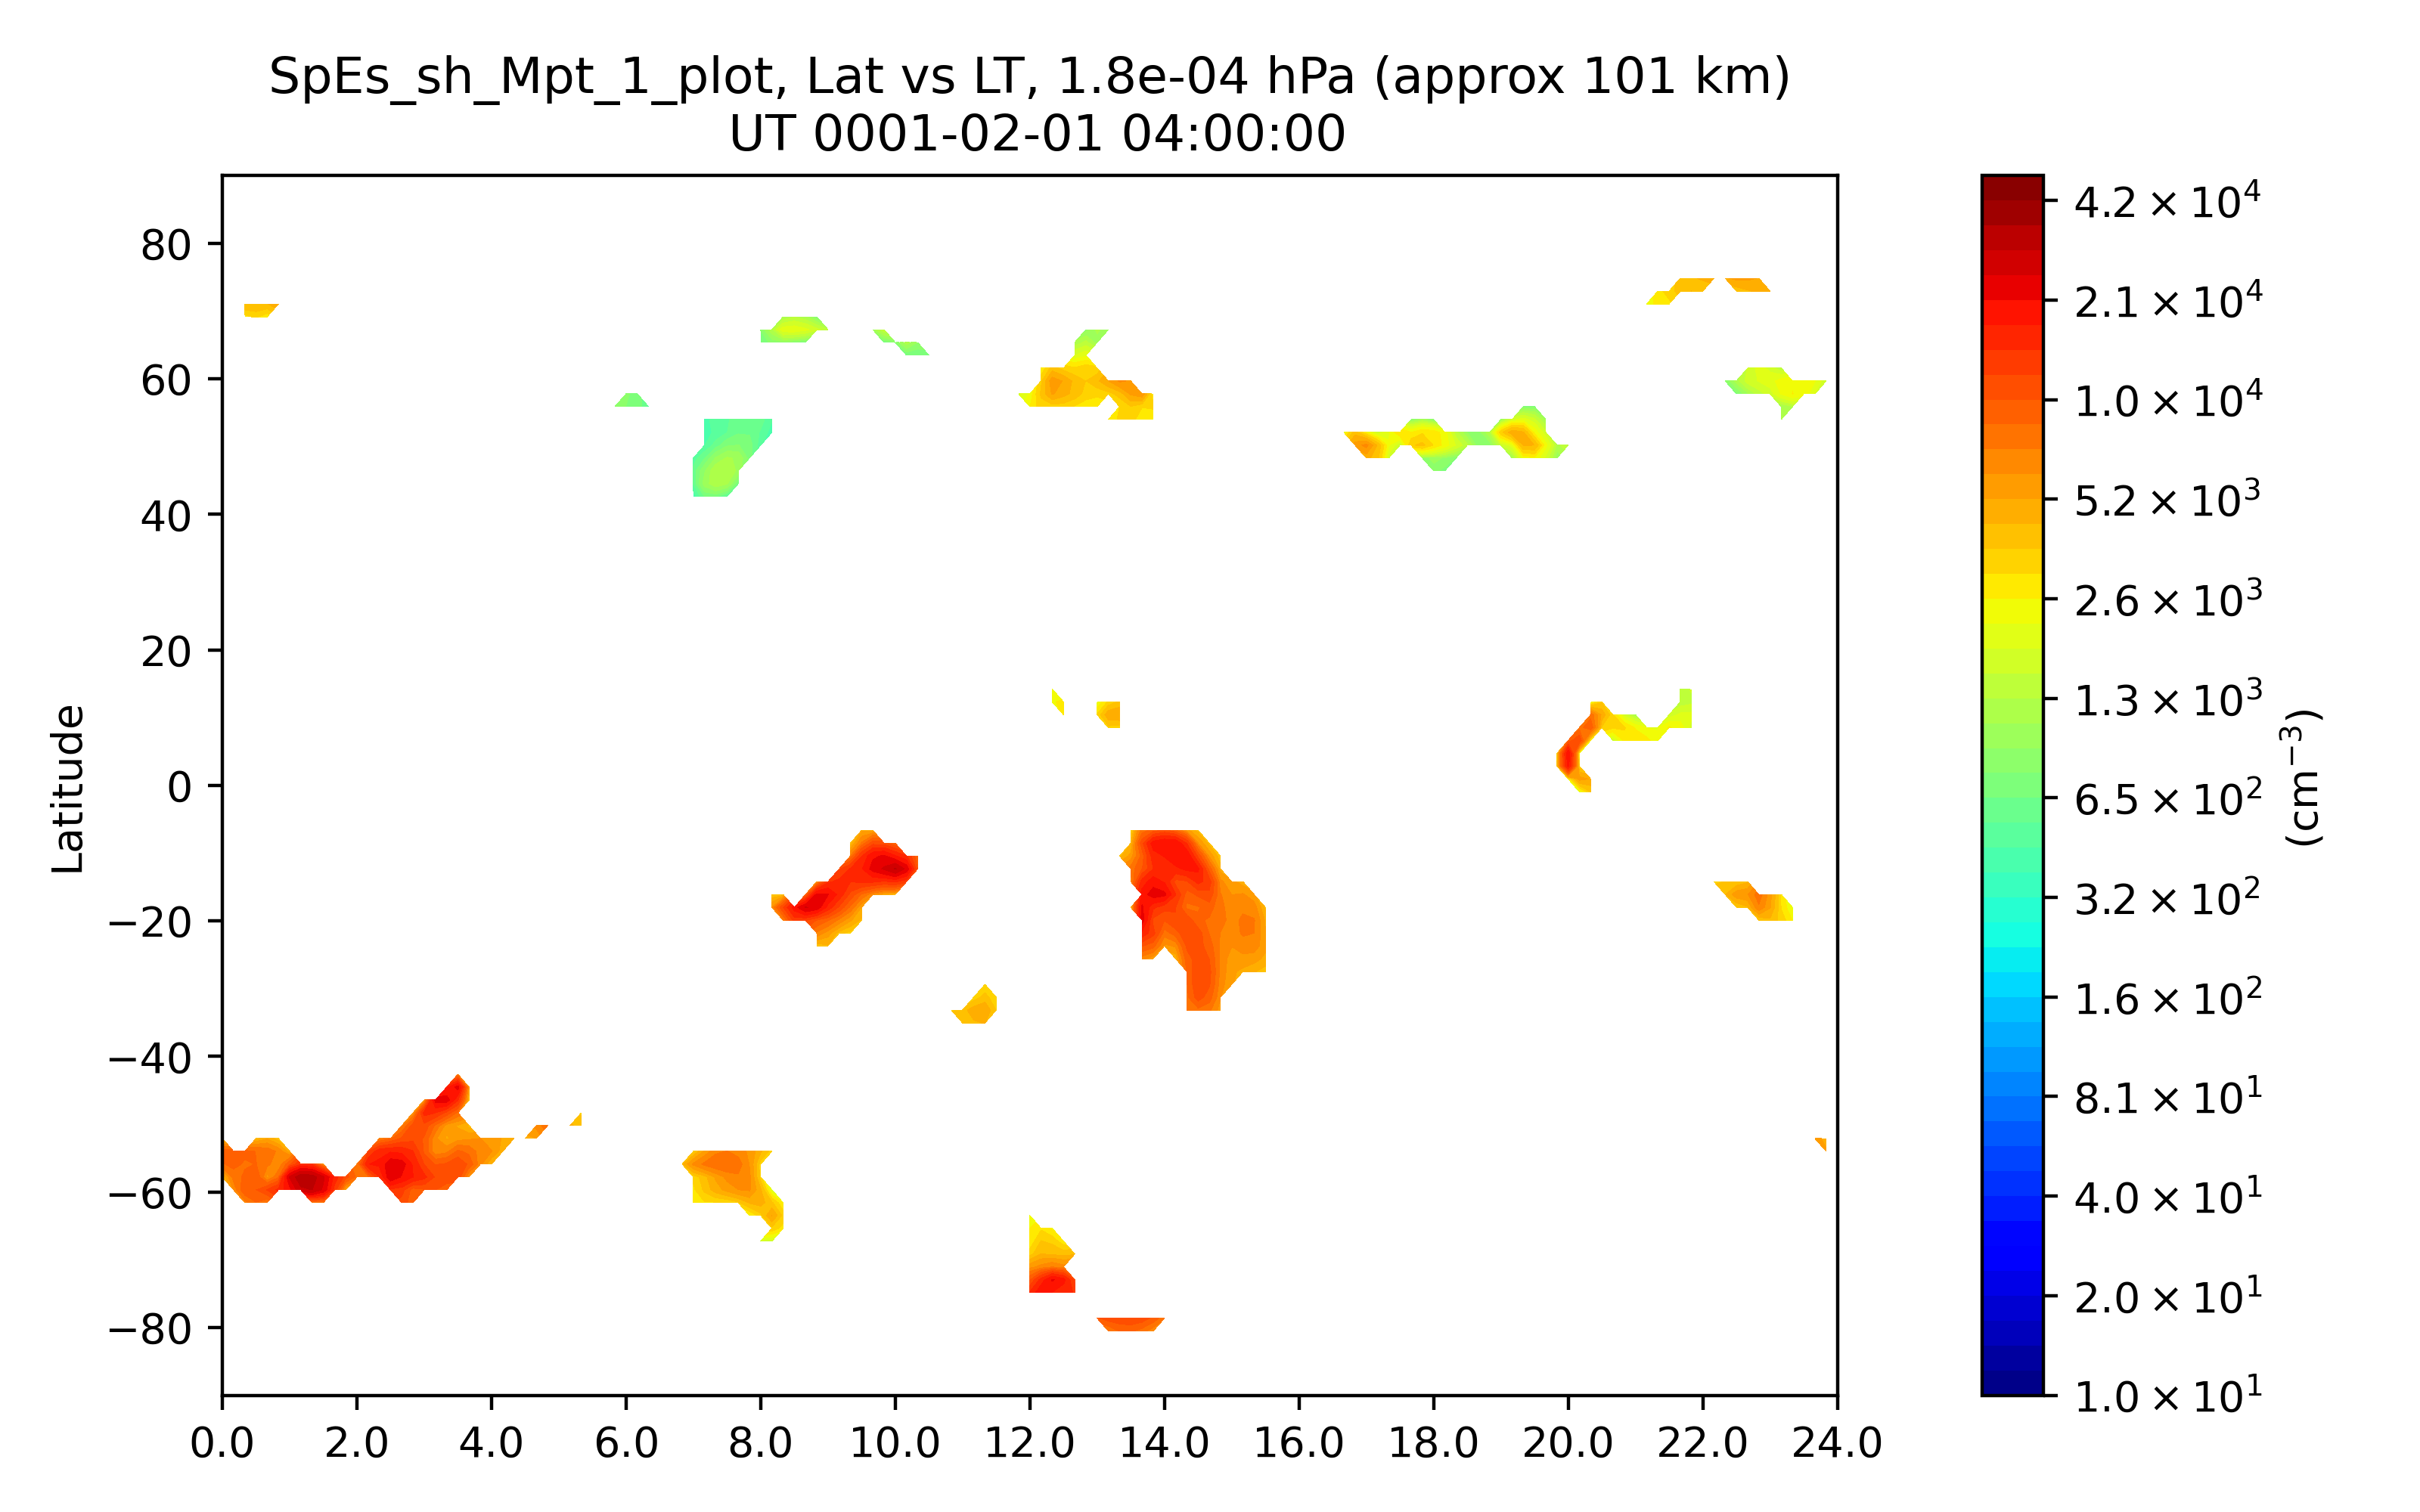 SpEs_sh_Mpt_1_plot, Lat vs LT, 1.8e-04 hPa (approx 101 km)
UT 0001-02-01 04:00:00
Latitude
80
60
40
20
0
−20
−40
−60
−80
0.0 2.0 4.0 6.0 8.0 10.0 12.0 14.0 16.0 18.0 20.0 22.0 24.0
4.2 × 10⁴
2.1 × 10⁴
1.0 × 10⁴
5.2 × 10³
2.6 × 10³
1.3 × 10³
6.5 × 10²
3.2 × 10²
1.6 × 10²
8.1 × 10¹
4.0 × 10¹
2.0 × 10¹
1.0 × 10¹
(cm⁻³)